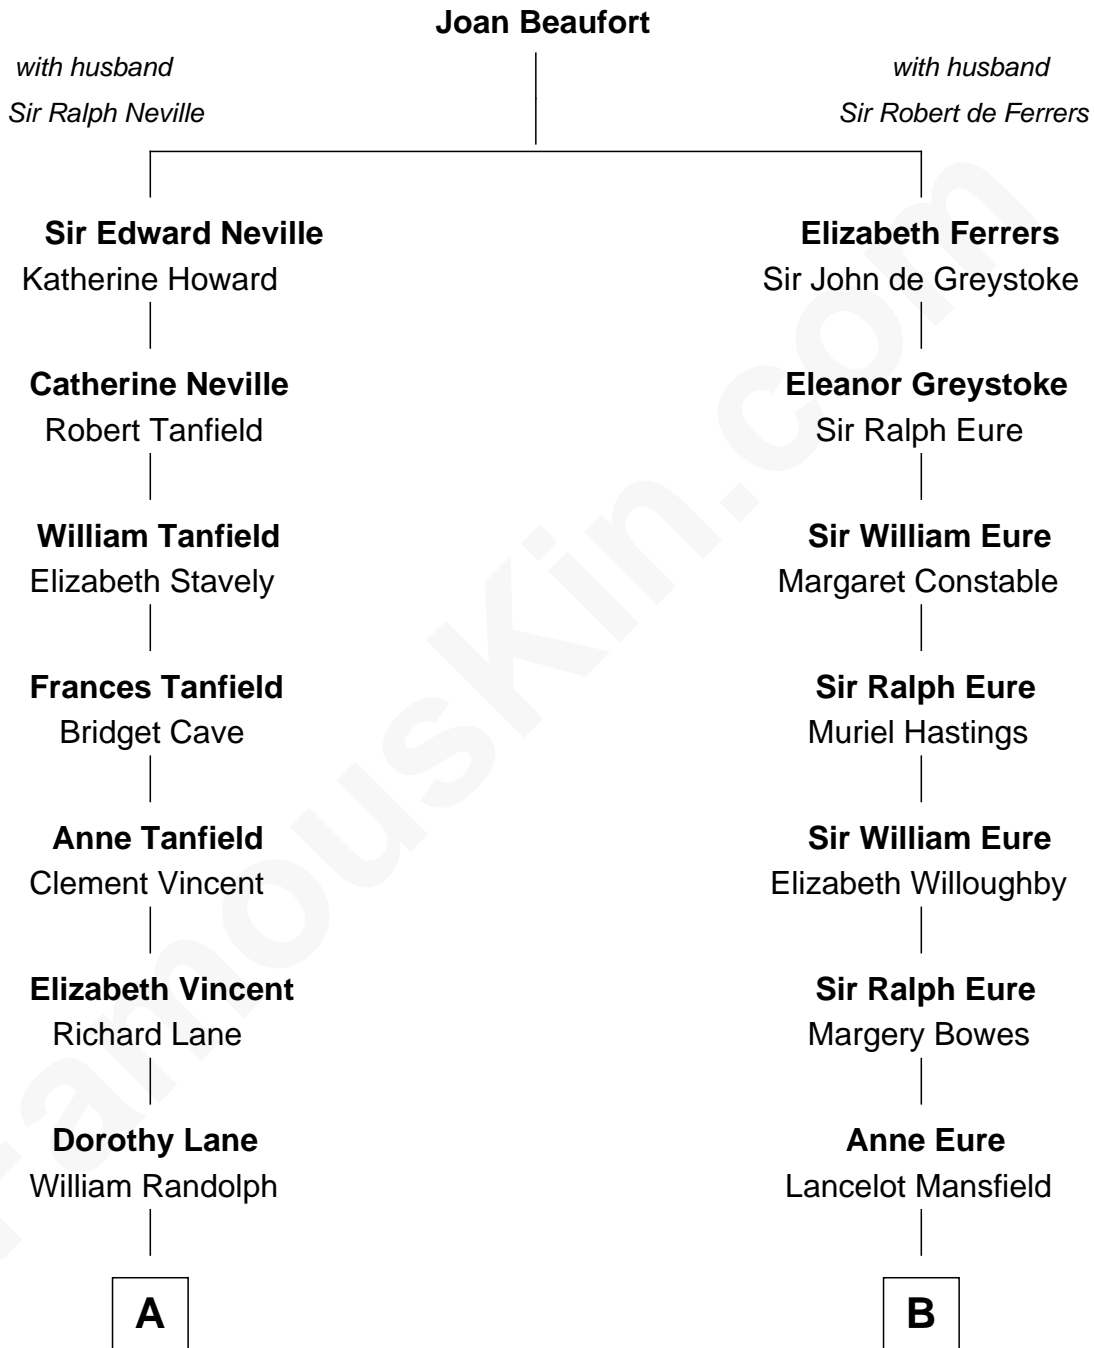 Joan Beaufort
with husband
Sir Ralph Neville
with husband
Sir Robert de Ferrers
Sir Edward Neville
Katherine Howard
Elizabeth Ferrers
Sir John de Greystoke
Catherine Neville
Robert Tanfield
Eleanor Greystoke
Sir Ralph Eure
William Tanfield
Elizabeth Stavely
Sir William Eure
Margaret Constable
Frances Tanfield
Bridget Cave
Sir Ralph Eure
Muriel Hastings
Anne Tanfield
Clement Vincent
Sir William Eure
Elizabeth Willoughby
Elizabeth Vincent
Richard Lane
Sir Ralph Eure
Margery Bowes
Dorothy Lane
William Randolph
Anne Eure
Lancelot Mansfield
A
B
FamousKin.com